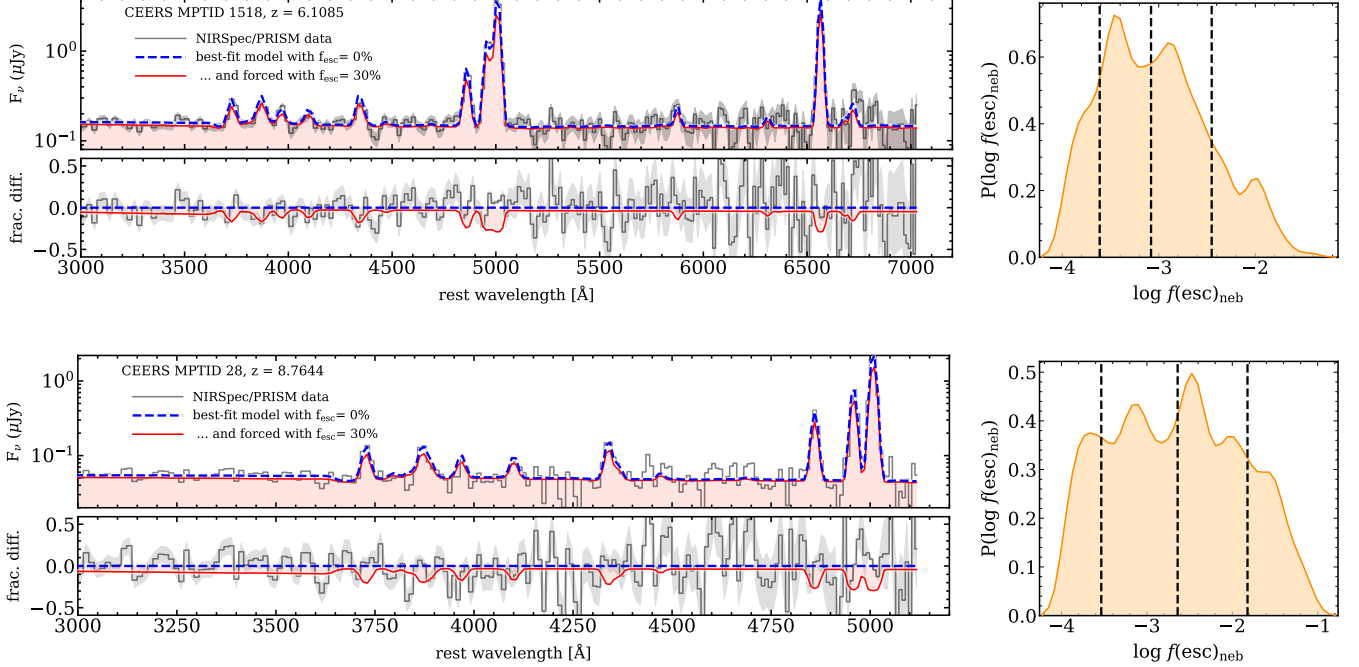 CEERS MPTID 1518, z = 6.1085
NIRSpec/PRISM data
best-fit model with f_esc= 0%
... and forced with f_esc= 30%
F_ν (μJy)
10⁰
10⁻¹
frac. diff.
0.5
0.0
−0.5
3000 3500 4000 4500 5000 5500 6000 6500 7000
rest wavelength [Å]
P(log f(esc)_neb)
0.6
0.4
0.2
0.0
−4 −3 −2
log f(esc)_neb
CEERS MPTID 28, z = 8.7644
NIRSpec/PRISM data
best-fit model with f_esc= 0%
... and forced with f_esc= 30%
F_ν (μJy)
10⁰
10⁻¹
frac. diff.
0.5
0.0
−0.5
3000 3250 3500 3750 4000 4250 4500 4750 5000
rest wavelength [Å]
P(log f(esc)_neb)
0.5
0.4
0.3
0.2
0.1
0.0
−4 −3 −2 −1
log f(esc)_neb